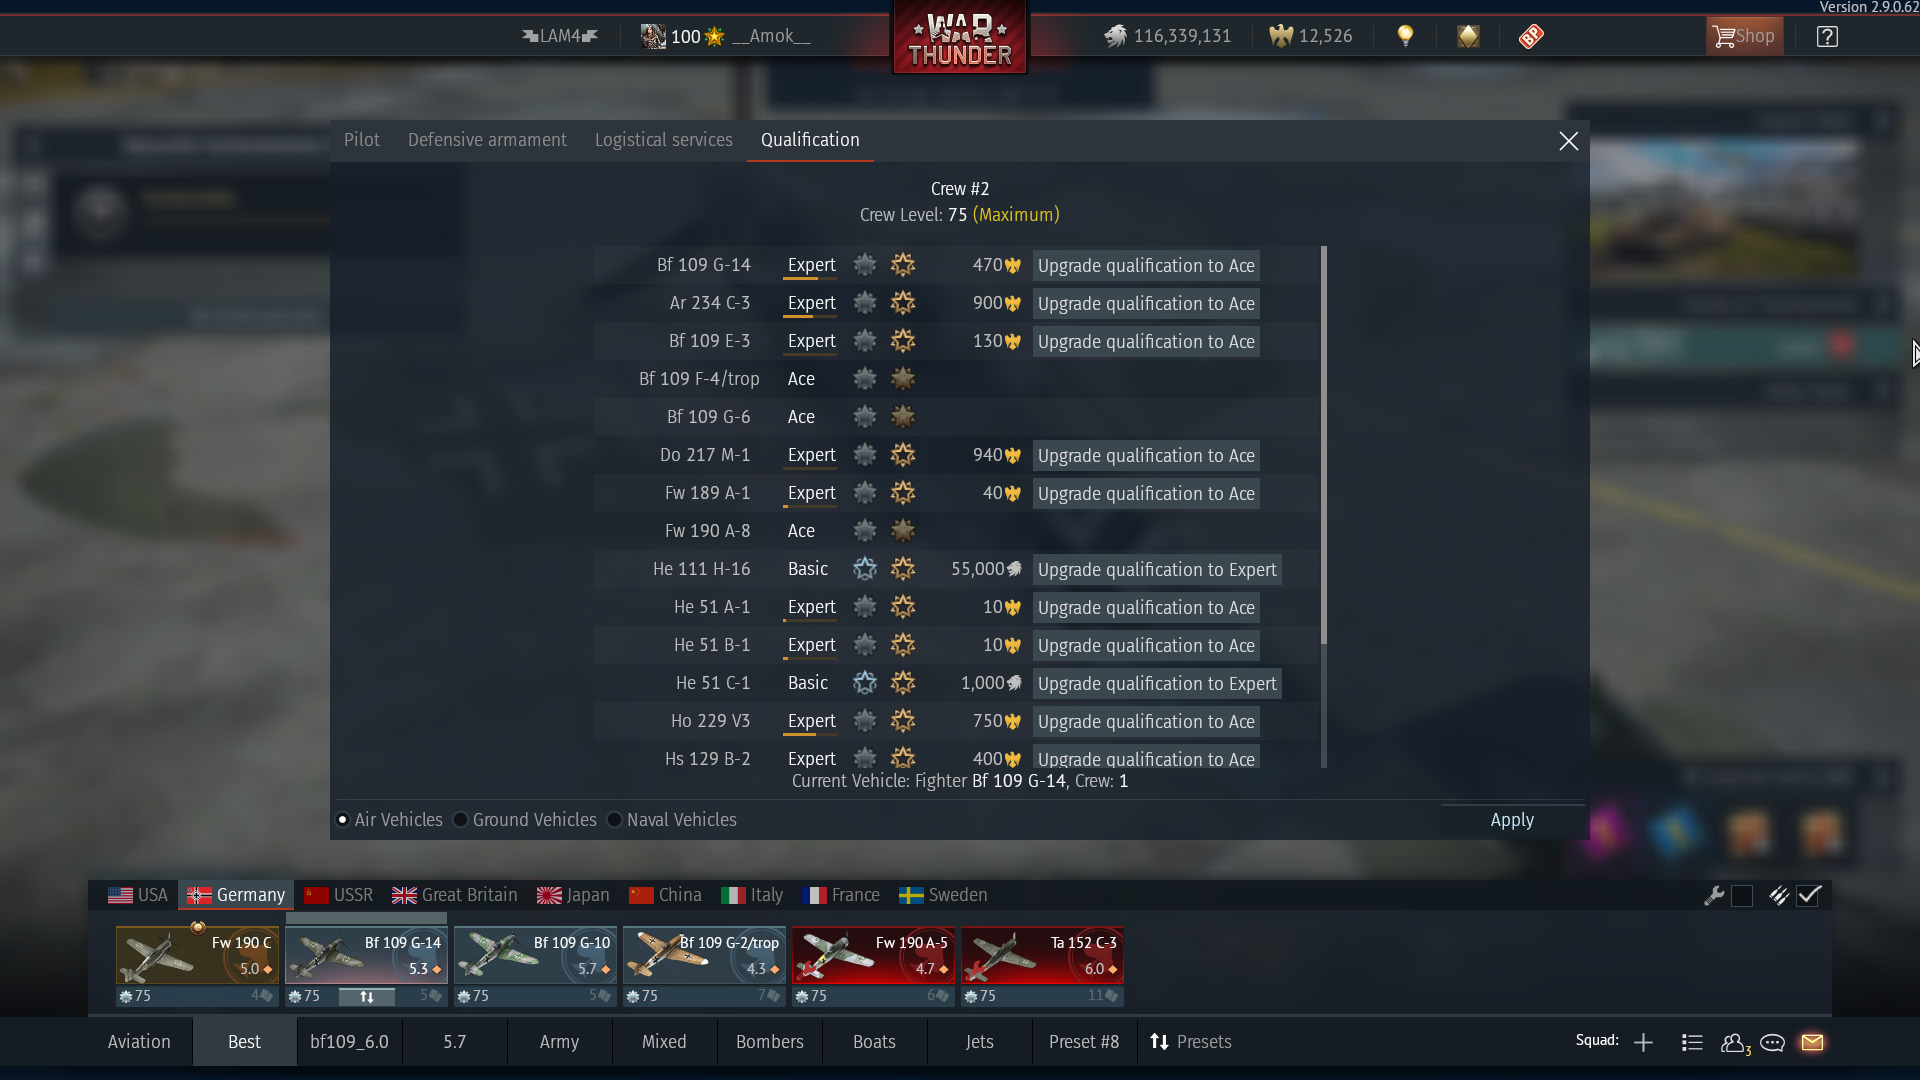 Version 2.9.0.62
LAM4
100 __Amok__
WAR THUNDER
116,339,131
12,526
BP
Shop
?
Pilot Defensive armament Logistical services Qualification
Crew #2
Crew Level: 75 (Maximum)
Bf 109 G-14 Expert 470 Upgrade qualification to Ace
Ar 234 C-3 Expert 900 Upgrade qualification to Ace
Bf 109 E-3 Expert 130 Upgrade qualification to Ace
Bf 109 F-4/trop Ace
Bf 109 G-6 Ace
Do 217 M-1 Expert 940 Upgrade qualification to Ace
Fw 189 A-1 Expert 40 Upgrade qualification to Ace
Fw 190 A-8 Ace
He 111 H-16 Basic 55,000 Upgrade qualification to Expert
He 51 A-1 Expert 10 Upgrade qualification to Ace
He 51 B-1 Expert 10 Upgrade qualification to Ace
He 51 C-1 Basic 1,000 Upgrade qualification to Expert
Ho 229 V3 Expert 750 Upgrade qualification to Ace
Hs 129 B-2 Expert 400 Upgrade qualification to Ace
Current Vehicle: Fighter Bf 109 G-14, Crew: 1
Air Vehicles Ground Vehicles Naval Vehicles
Apply
USA Germany USSR Great Britain Japan China Italy France Sweden
Fw 190 C Bf 109 G-14 Bf 109 G-10 Bf 109 G-2/trop Fw 190 A-5 Ta 152 C-3
5.0 5.3 5.7 4.3 4.7 6.0
75 4 75 5 75 5 75 7 75 6 75 11
Aviation Best bf109_6.0 5.7 Army Mixed Bombers Boats Jets Preset #8 Presets
Squad:
3